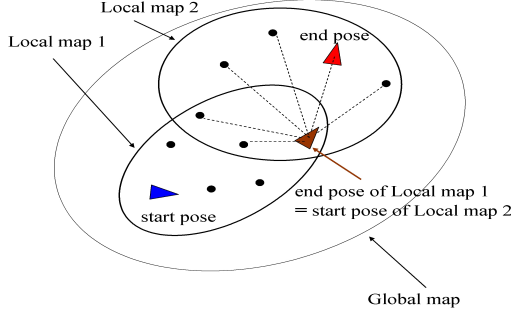 Local map 2
Local map 1
end pose
start pose
end pose of Local map 1
= start pose of Local map 2
Global map